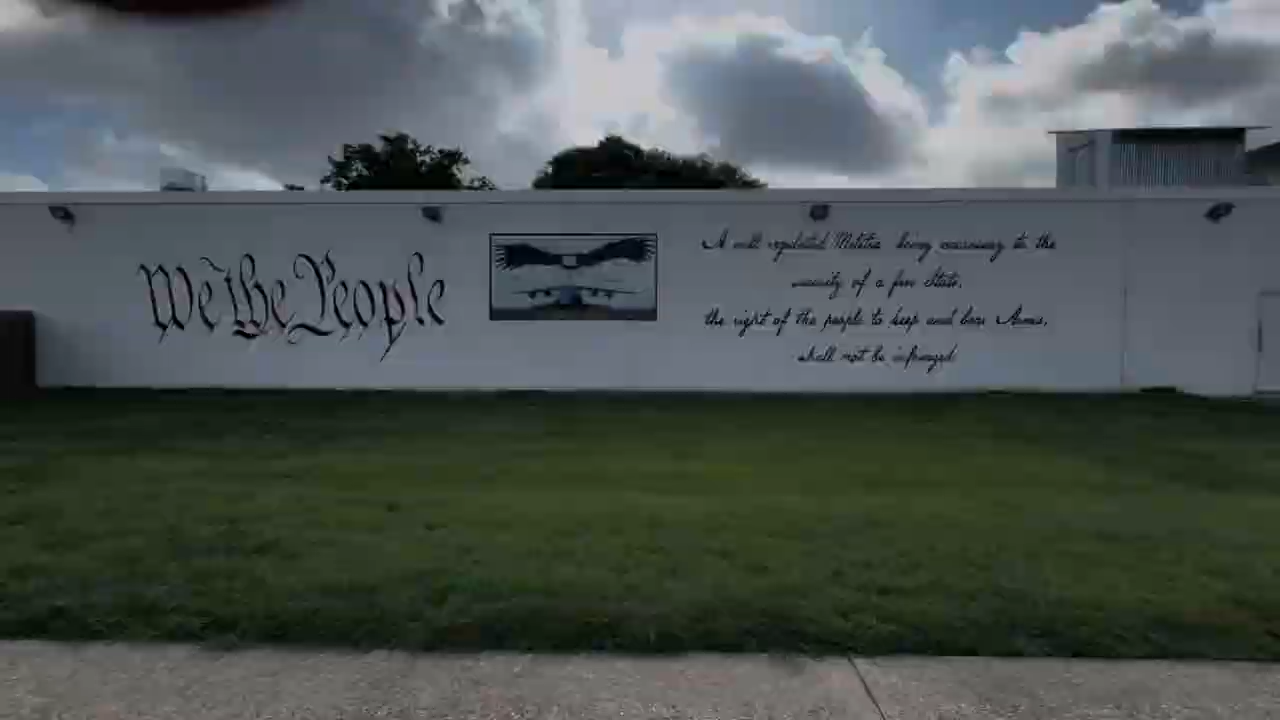 We the People
A well regulated Militia being necessary to the
security of a free State,
the right of the people to keep and bear Arms,
shall not be infringed